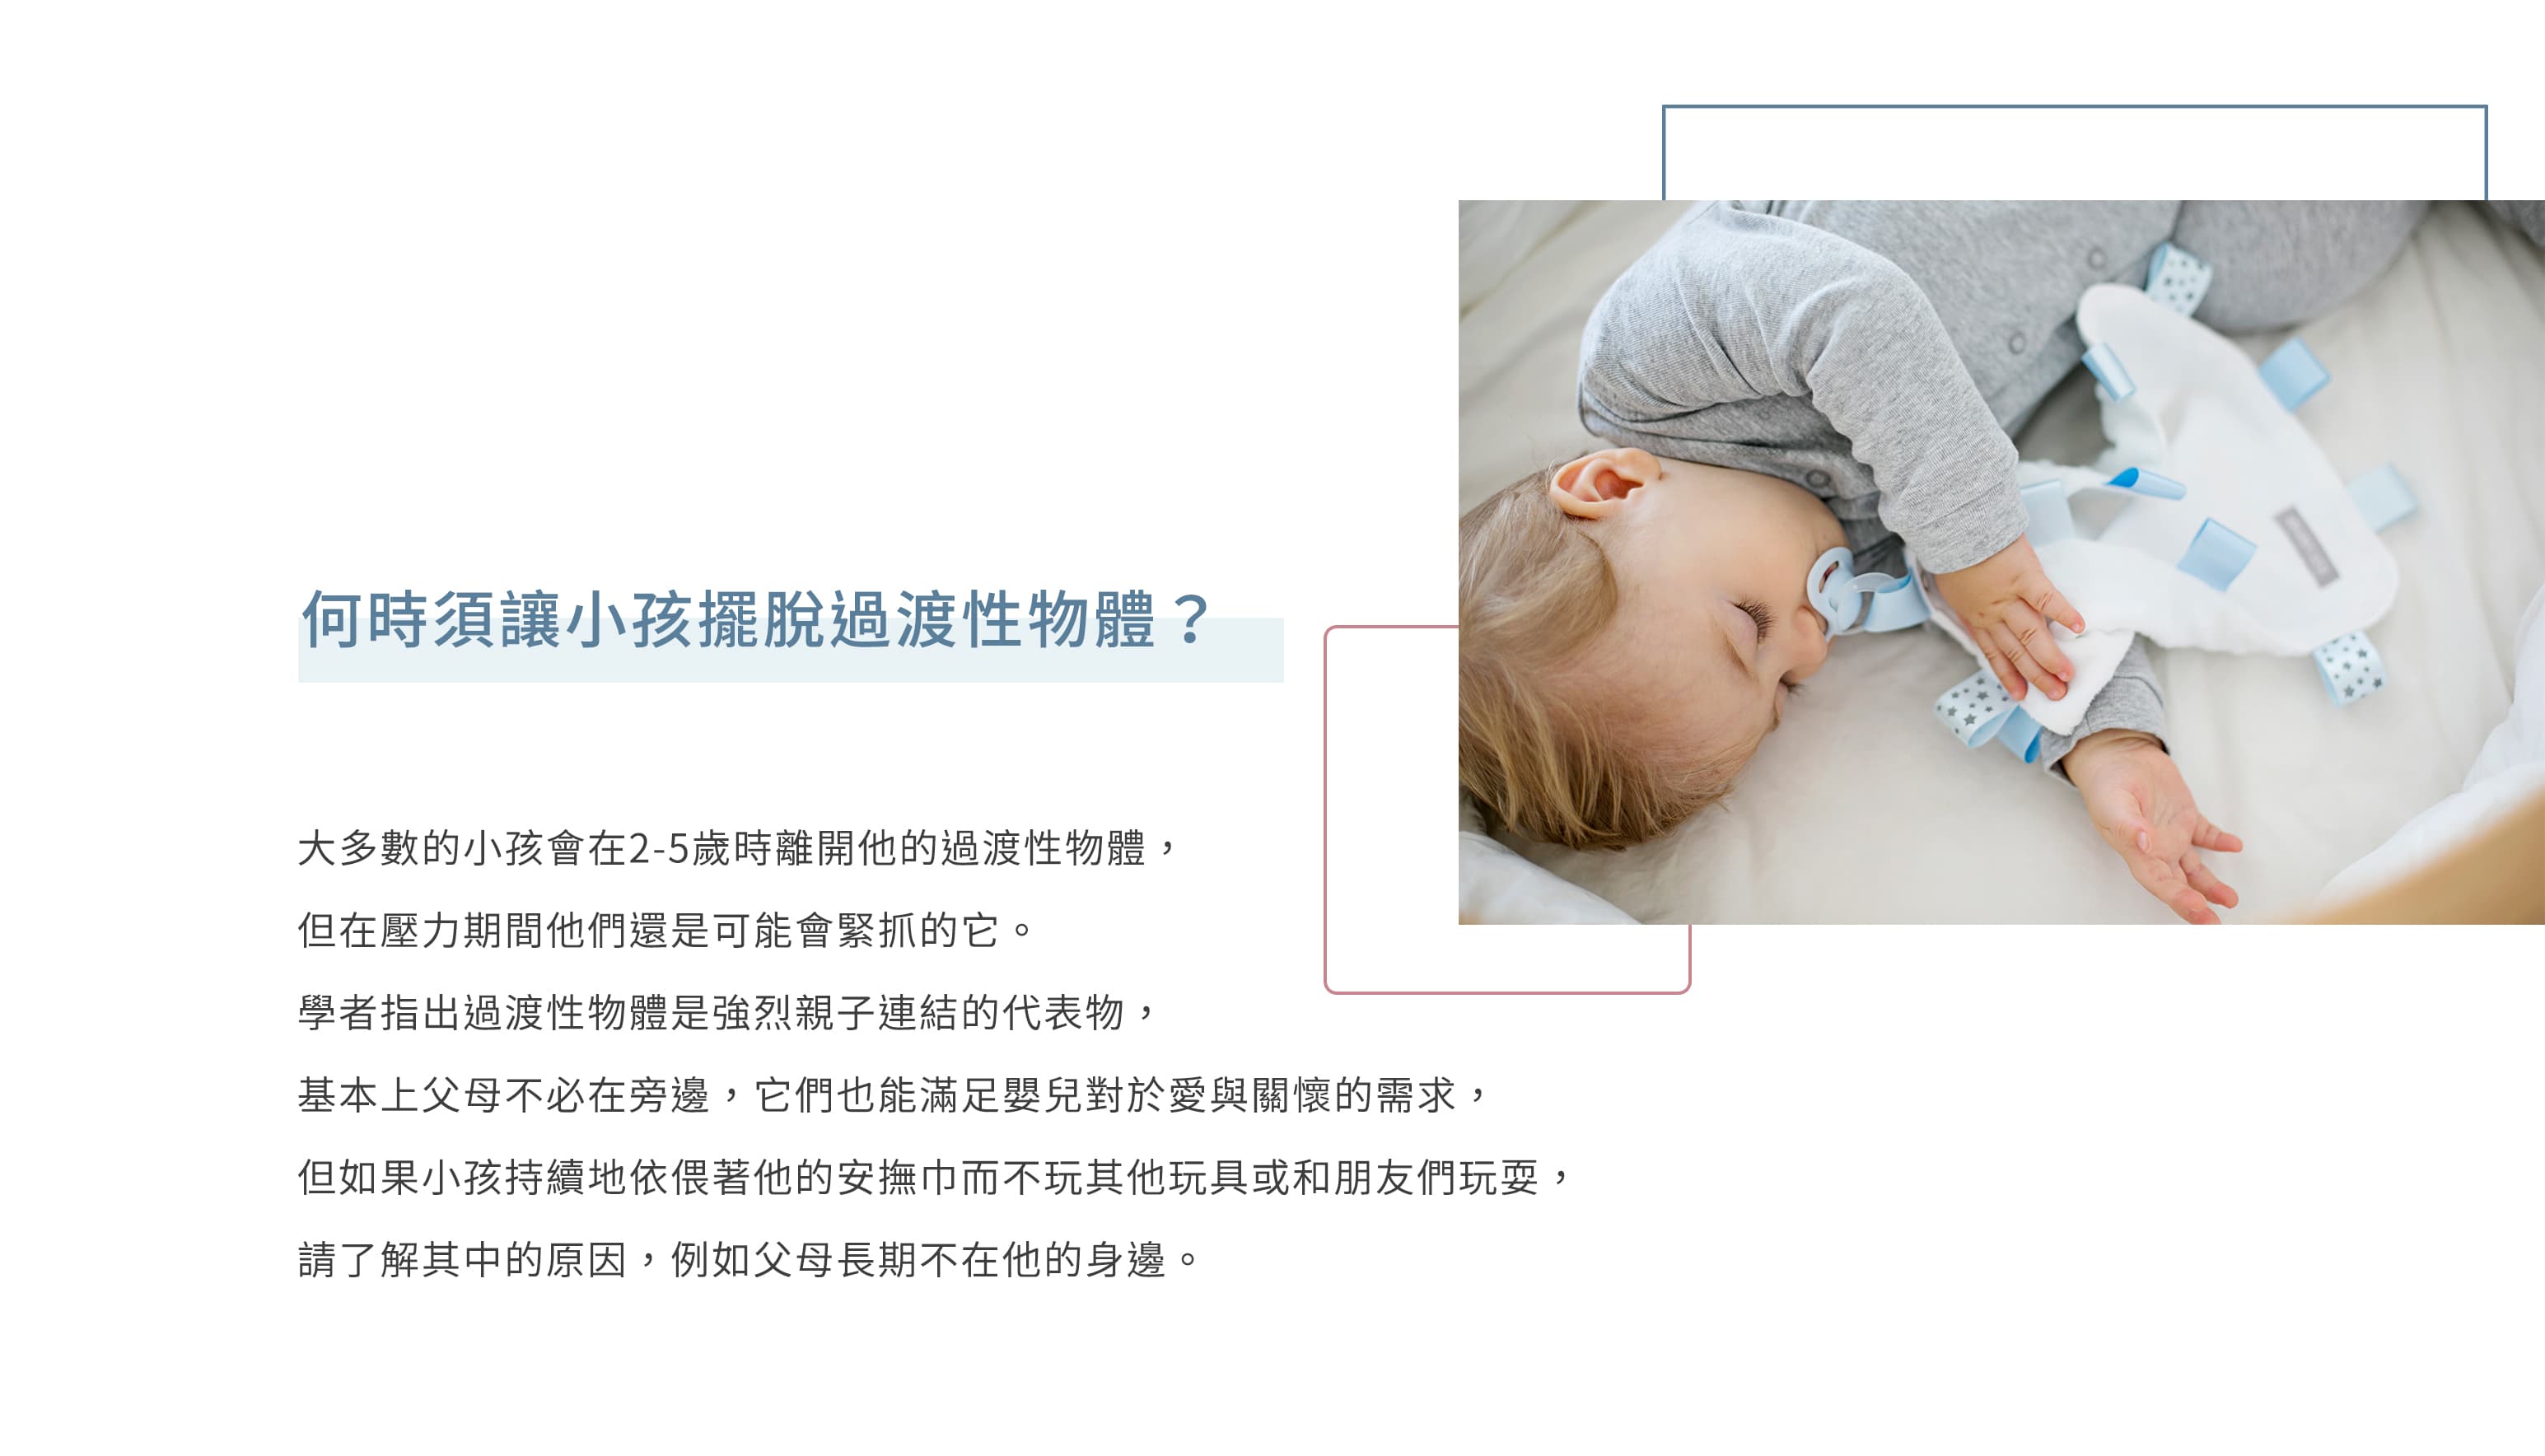 何時須讓小孩擺脫過渡性物體？
大多數的小孩會在2-5歲時離開他的過渡性物體，
但在壓力期間他們還是可能會緊抓的它。
學者指出過渡性物體是強烈親子連結的代表物，
基本上父母不必在旁邊，它們也能滿足嬰兒對於愛與關懷的需求，
但如果小孩持續地依偎著他的安撫巾而不玩其他玩具或和朋友們玩耍，
請了解其中的原因，例如父母長期不在他的身邊。